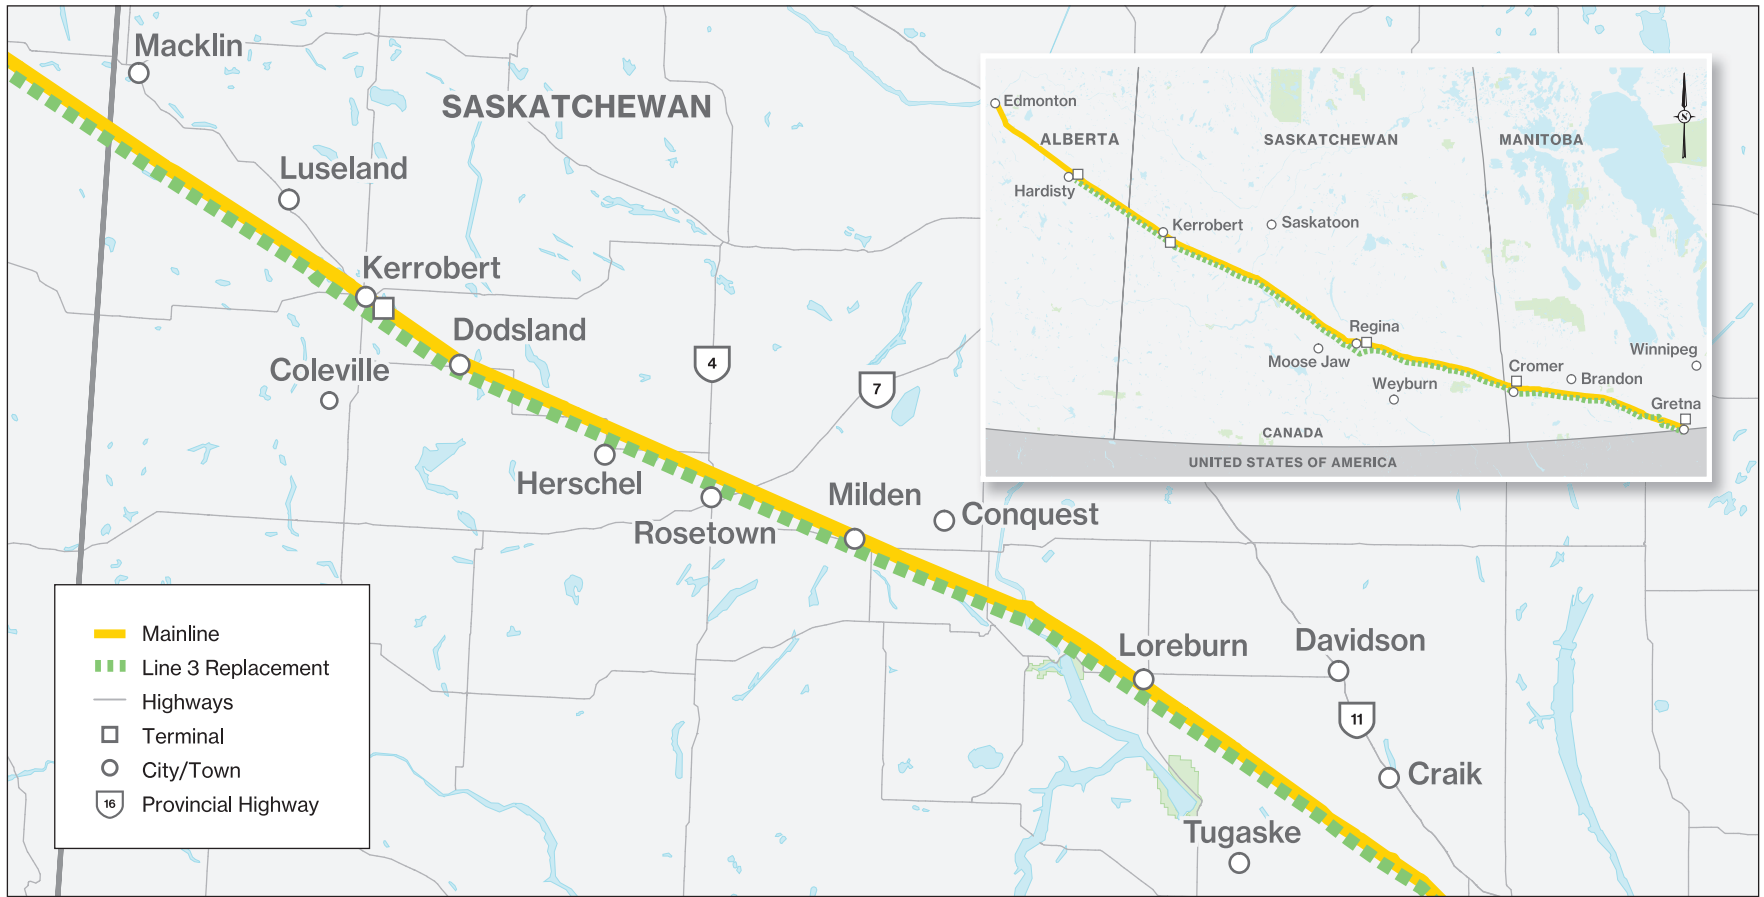 Macklin
SASKATCHEWAN
Luseland
Kerrobert
Dodsland
Coleville
4
7
Herschel
Milden
Conquest
Rosetown
Loreburn
Davidson
11
Craik
Tugaske
Mainline
Line 3 Replacement
Highways
Terminal
City/Town
16
Provincial Highway
Edmonton
ALBERTA
SASKATCHEWAN
MANITOBA
N
Hardisty
Kerrobert
Saskatoon
Regina
Moose Jaw
Winnipeg
Cromer
Brandon
Weyburn
Gretna
CANADA
UNITED STATES OF AMERICA